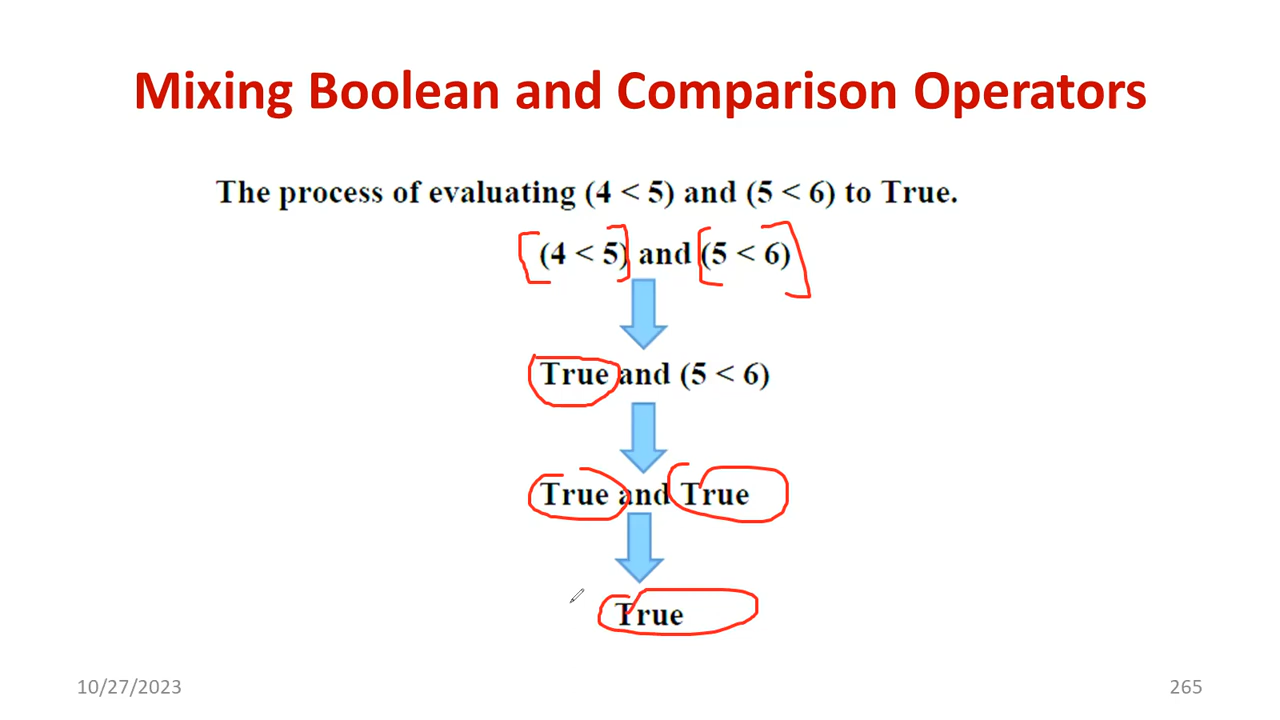 Mixing Boolean and Comparison Operators
The process of evaluating (4 < 5) and (5 < 6) to True.
(4 < 5) and (5 < 6)
True and (5 < 6)
True and True
True
10/27/2023
265